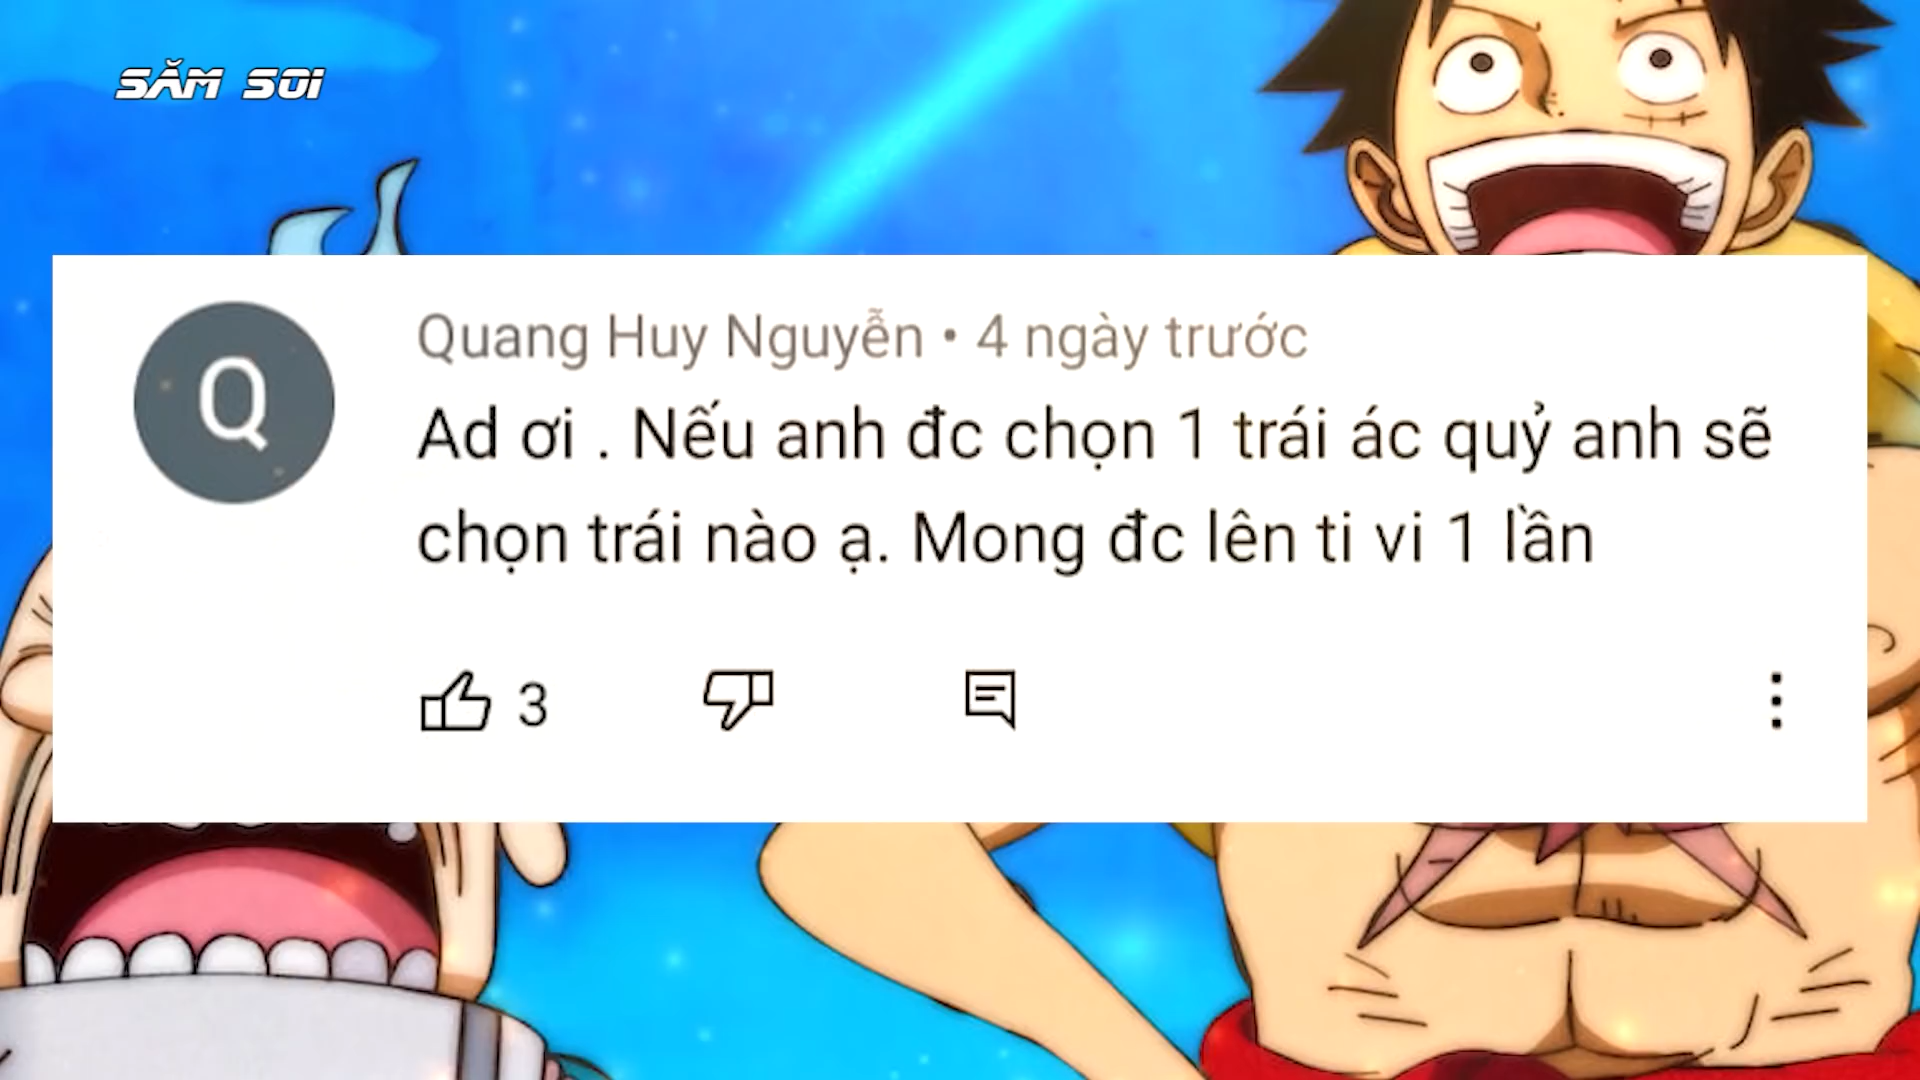 SĂM SOI
Q
Quang Huy Nguyễn • 4 ngày trước
Ad ơi . Nếu anh đc chọn 1 trái ác quỷ anh sẽ
chọn trái nào ạ. Mong đc lên ti vi 1 lần
3